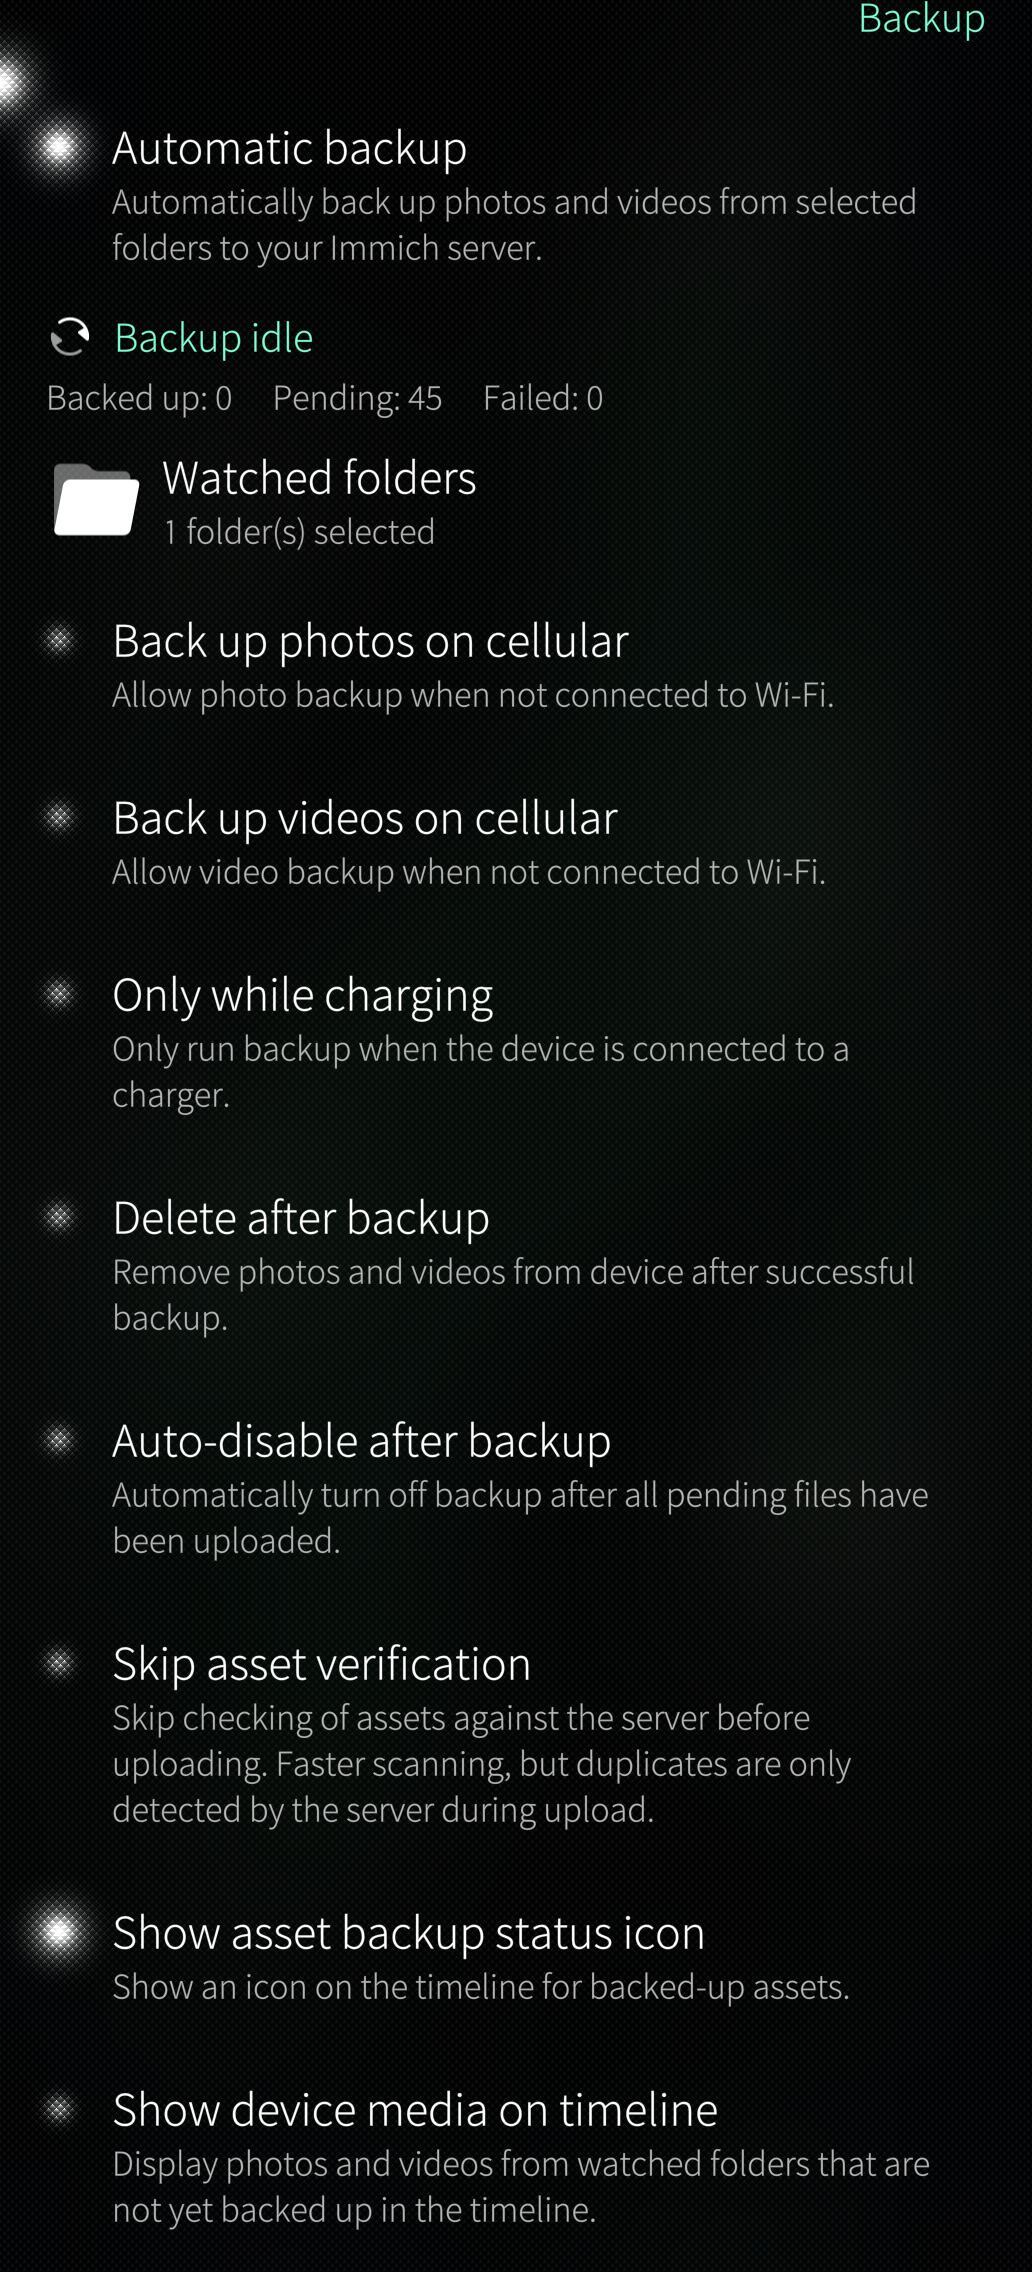 Backup
Automatic backup
Automatically back up photos and videos from selected
folders to your Immich server.
Backup idle
Backed up: 0 Pending: 45 Failed: 0
Watched folders
1 folder(s) selected
Back up photos on cellular
Allow photo backup when not connected to Wi-Fi.
Back up videos on cellular
Allow video backup when not connected to Wi-Fi.
Only while charging
Only run backup when the device is connected to a
charger.
Delete after backup
Remove photos and videos from device after successful
backup.
Auto-disable after backup
Automatically turn off backup after all pending files have
been uploaded.
Skip asset verification
Skip checking of assets against the server before
uploading. Faster scanning, but duplicates are only
detected by the server during upload.
Show asset backup status icon
Show an icon on the timeline for backed-up assets.
Show device media on timeline
Display photos and videos from watched folders that are
not yet backed up in the timeline.